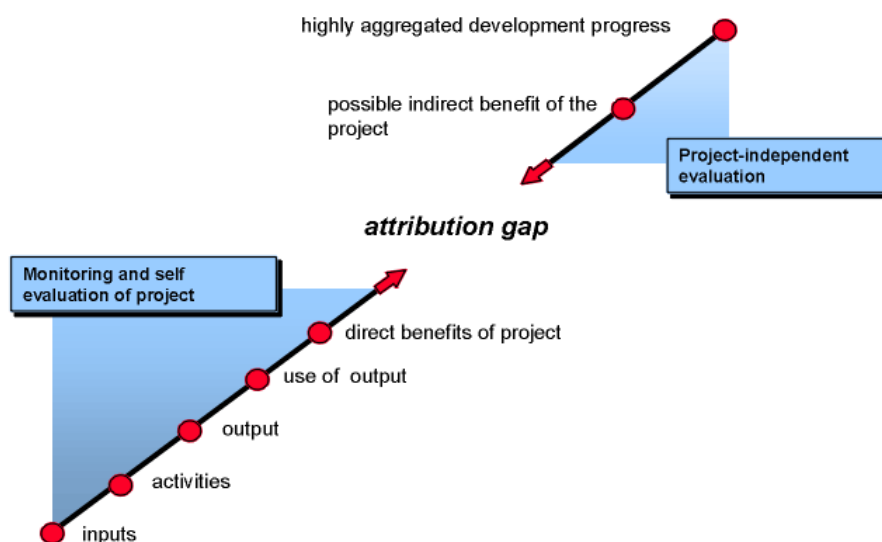 highly aggregated development progress
possible indirect benefit of the
project
Project-independent
evaluation
attribution gap
Monitoring and self
evaluation of project
direct benefits of project
use of output
output
activities
inputs